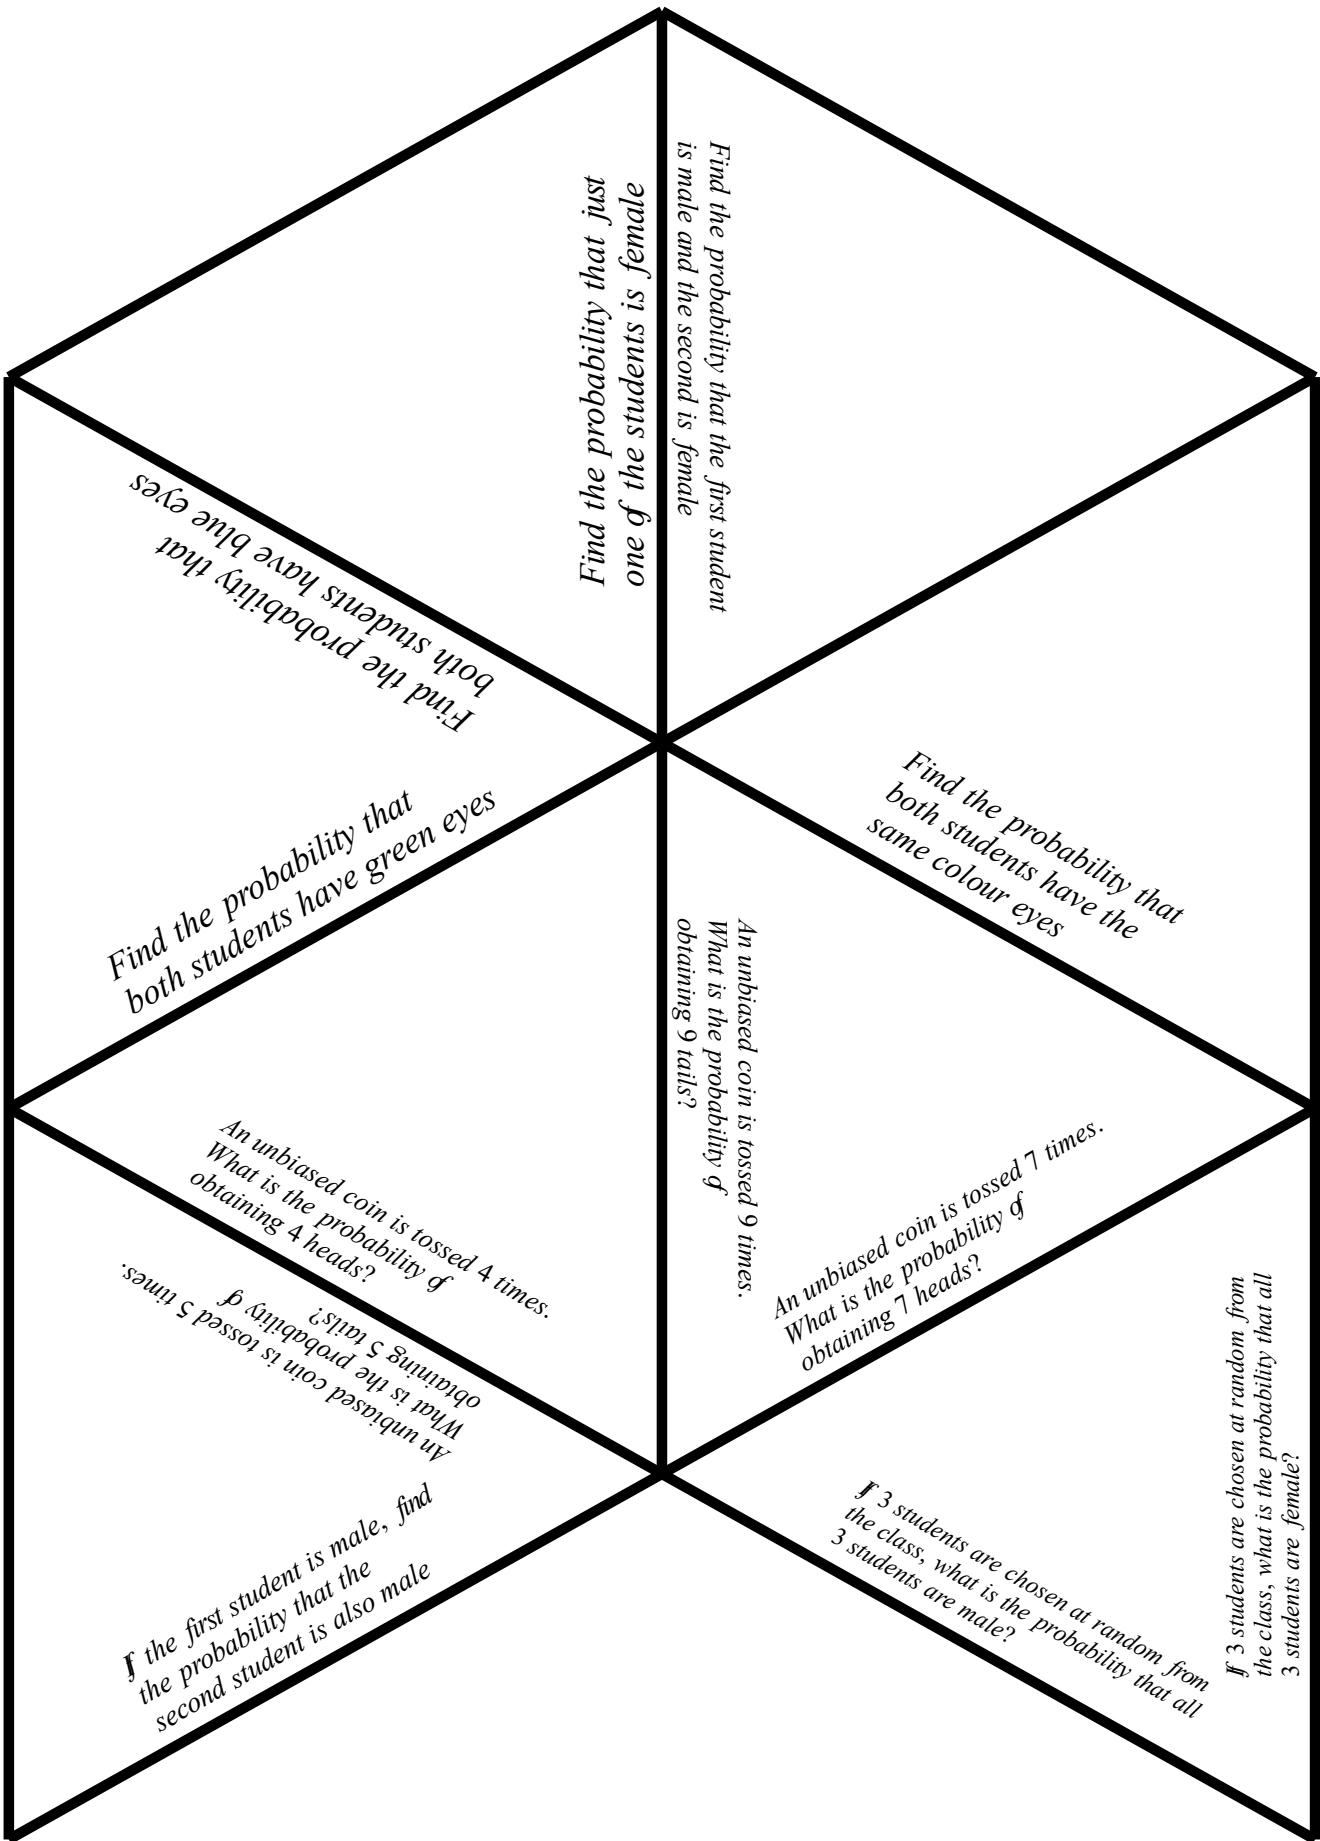 Find the probability that just
one of the students is female
Find the probability that the first student
is male and the second is female
Find the probability that
both students have blue eyes
Find the probability that
both students have green eyes
Find the probability that
both students have the
same colour eyes
An unbiased coin is tossed 9 times.
What is the probability of
obtaining 9 tails?
An unbiased coin is tossed 4 times.
What is the probability of
obtaining 4 heads?
An unbiased coin is tossed 7 times.
What is the probability of
obtaining 7 heads?
An unbiased coin is tossed 5 times.
What is the probability of
obtaining 5 tails?
If the first student is male, find
the probability that the
second student is also male
If 3 students are chosen at random from
the class, what is the probability that all
3 students are male?
If 3 students are chosen at random from
the class, what is the probability that all
3 students are female?